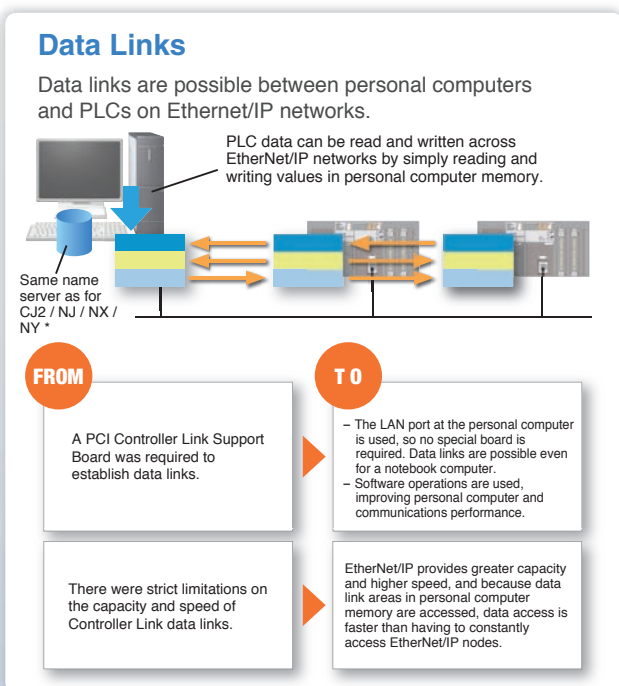 Data Links
Data links are possible between personal computers
and PLCs on Ethernet/IP networks.
PLC data can be read and written across
EtherNet/IP networks by simply reading and
writing values in personal computer memory.
Same name
server as for
CJ2 / NJ / NX /
NY *
FROM
T 0
A PCI Controller Link Support
Board was required to
establish data links.
– The LAN port at the personal computer
is used, so no special board is
required. Data links are possible even
for a notebook computer.
– Software operations are used,
improving personal computer and
communications performance.
There were strict limitations on
the capacity and speed of
Controller Link data links.
EtherNet/IP provides greater capacity
and higher speed, and because data
link areas in personal computer
memory are accessed, data access is
faster than having to constantly
access EtherNet/IP nodes.